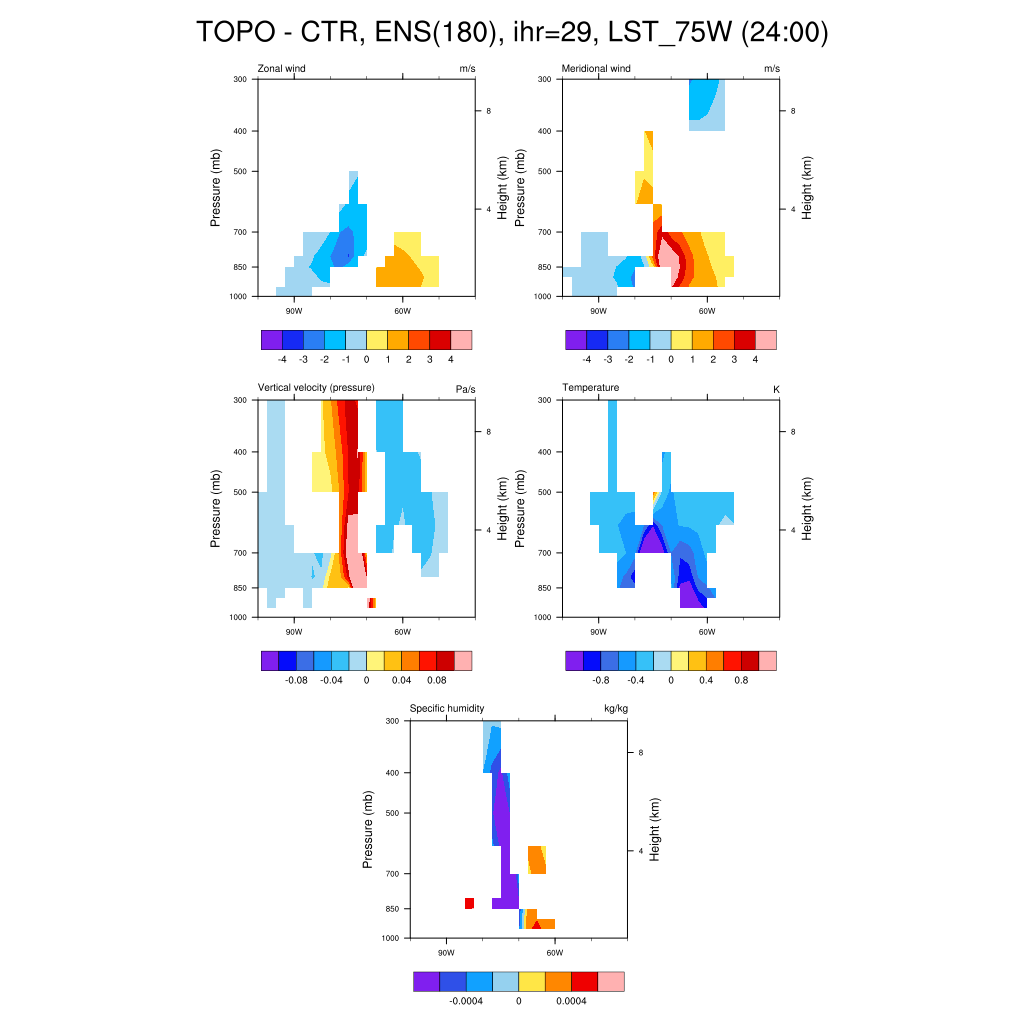 TOPO - CTR, ENS(180), ihr=29, LST_75W (24:00)
Zonal wind m/s
Pressure (mb)
300
400
500
700
850
1000
90W 60W
8
4
Height (km)
-4 -3 -2 -1 0 1 2 3 4
Meridional wind m/s
Pressure (mb)
300
400
500
700
850
1000
90W 60W
8
4
Height (km)
-4 -3 -2 -1 0 1 2 3 4
Vertical velocity (pressure) Pa/s
Pressure (mb)
300
400
500
700
850
1000
90W 60W
8
4
Height (km)
-0.08 -0.04 0 0.04 0.08
Temperature K
Pressure (mb)
300
400
500
700
850
1000
90W 60W
8
4
Height (km)
-0.8 -0.4 0 0.4 0.8
Specific humidity kg/kg
Pressure (mb)
300
400
500
700
850
1000
90W 60W
8
4
Height (km)
-0.0004 0 0.0004